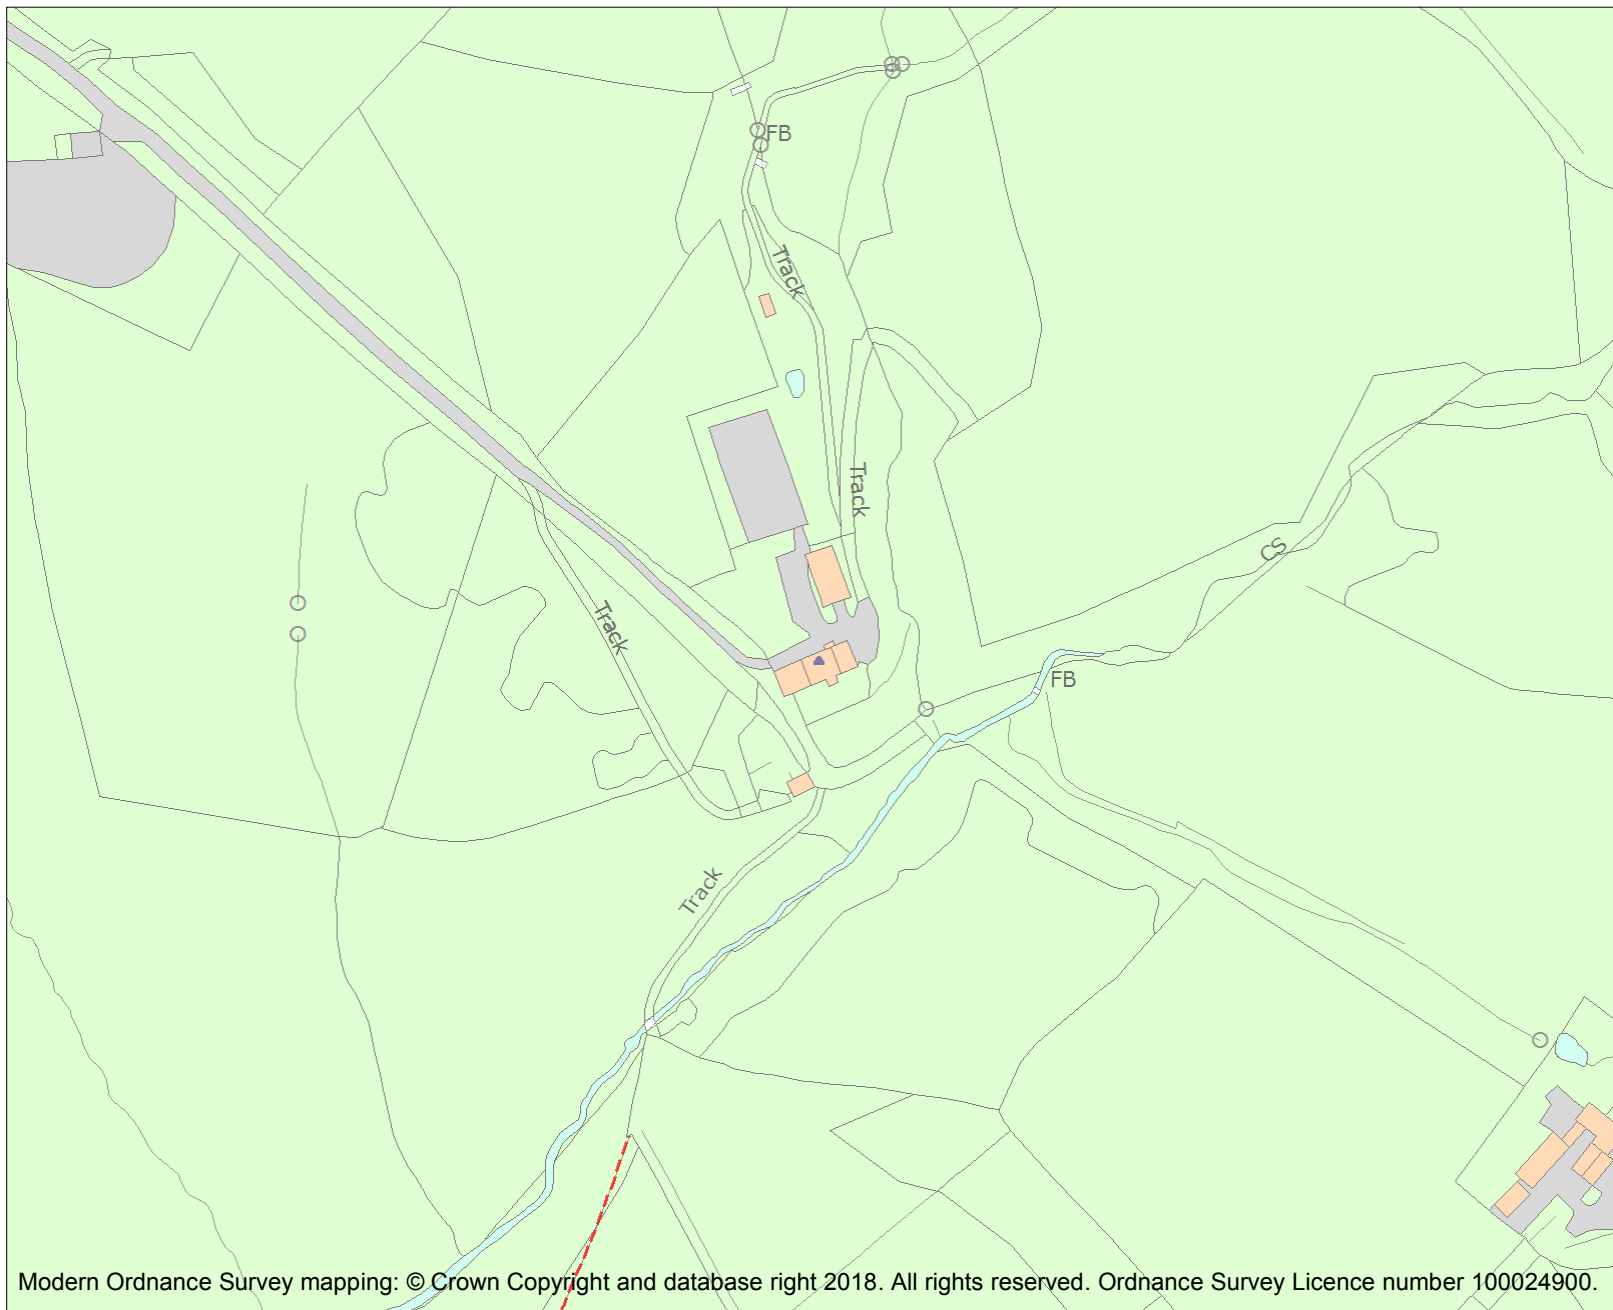 FB
Track
Track
CS
Track
FB
Track
Modern Ordnance Survey mapping: © Crown Copyright and database right 2018. All rights reserved. Ordnance Survey Licence number 100024900.